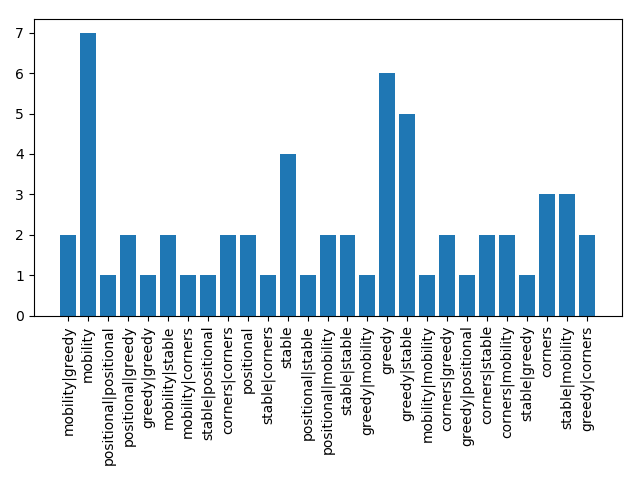 7
6
5
4
3
2
1
0
mobility|greedy
mobility
positional|positional
positional|greedy
greedy|greedy
mobility|stable
mobility|corners
stable|positional
corners|corners
positional
stable|corners
stable
positional|stable
positional|mobility
stable|stable
greedy|mobility
greedy
greedy|stable
mobility|mobility
corners|greedy
greedy|positional
corners|stable
corners|mobility
stable|greedy
corners
stable|mobility
greedy|corners